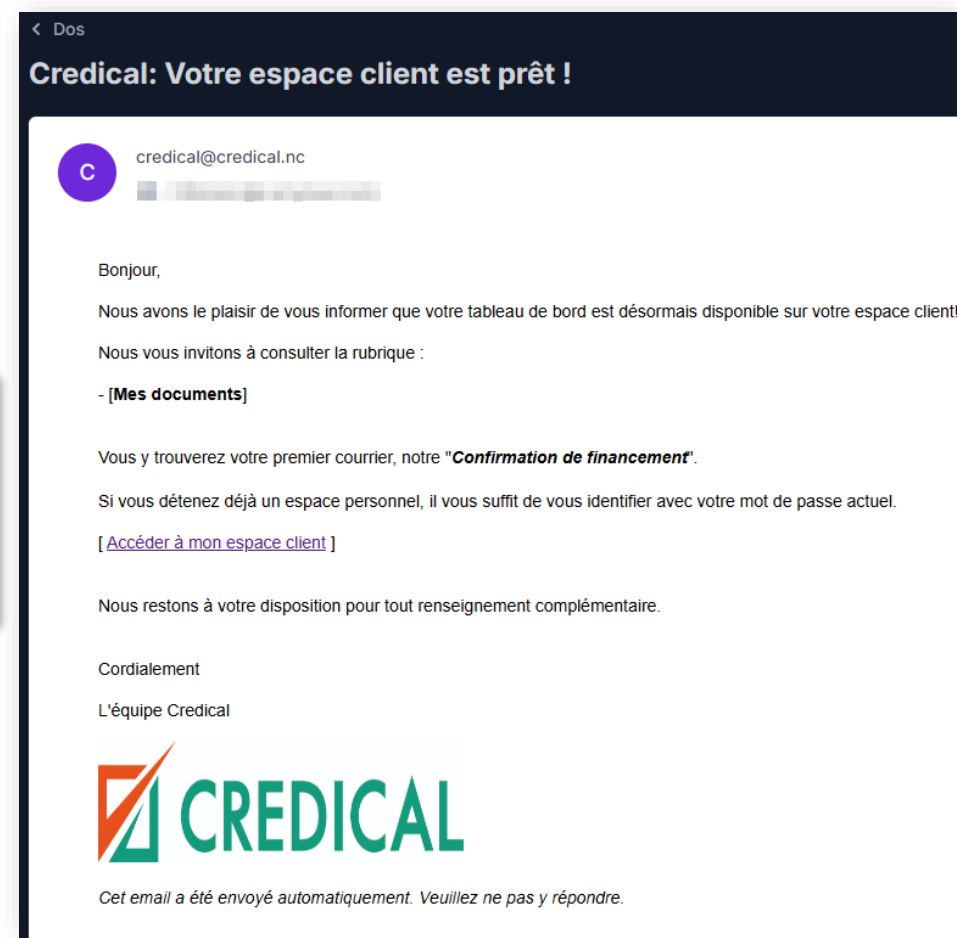 Dos
Credical: Votre espace client est prêt !
C
credical@credical.nc
Bonjour,
Nous avons le plaisir de vous informer que votre tableau de bord est désormais disponible sur votre espace client!
Nous vous invitons à consulter la rubrique :
- [Mes documents]
Vous y trouverez votre premier courrier, notre "Confirmation de financement".
Si vous détenez déjà un espace personnel, il vous suffit de vous identifier avec votre mot de passe actuel.
[ Accéder à mon espace client ]
Nous restons à votre disposition pour tout renseignement complémentaire.
Cordialement
L'équipe Credical
CREDICAL
Cet email a été envoyé automatiquement. Veuillez ne pas y répondre.